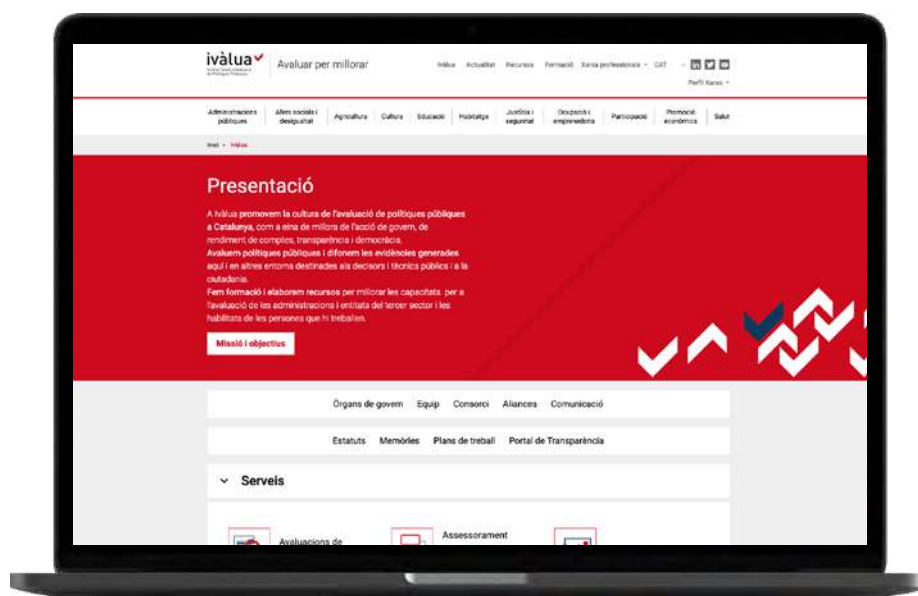 ivàlua
Avaluar per millorar
Ivàlua Actualitat Recursos Formació Xarxa professionals CAT
Perfil Xarxa
Administracions públiques
Afers socials i desigualtat
Agricultura
Cultura
Educació
Habitatge
Justícia i seguretat
Ocupació i emprenedoria
Participació
Promoció econòmica
Salut
Inici > Ivàlua
Presentació
A Ivàlua promovem la cultura de l'avaluació de polítiques públiques
a Catalunya, com a eina de millora de l'acció de govern, de
rendiment de comptes, transparència i democràcia.
Avaluem polítiques públiques i difonem les evidències generades
aquí i en altres entorns destinades als decisors i tècnics públics i a la
ciutadania.
Fem formació i elaborem recursos per millorar les capacitats per a
l'avaluació de les administracions i entitats del tercer sector i les
habilitats de les persones que hi treballen.
Missió i objectius
Òrgans de govern Equip Consorci Aliances Comunicació
Estatuts Memòries Plans de treball Portal de Transparència
Serveis
Avaluacions de
Assessorament